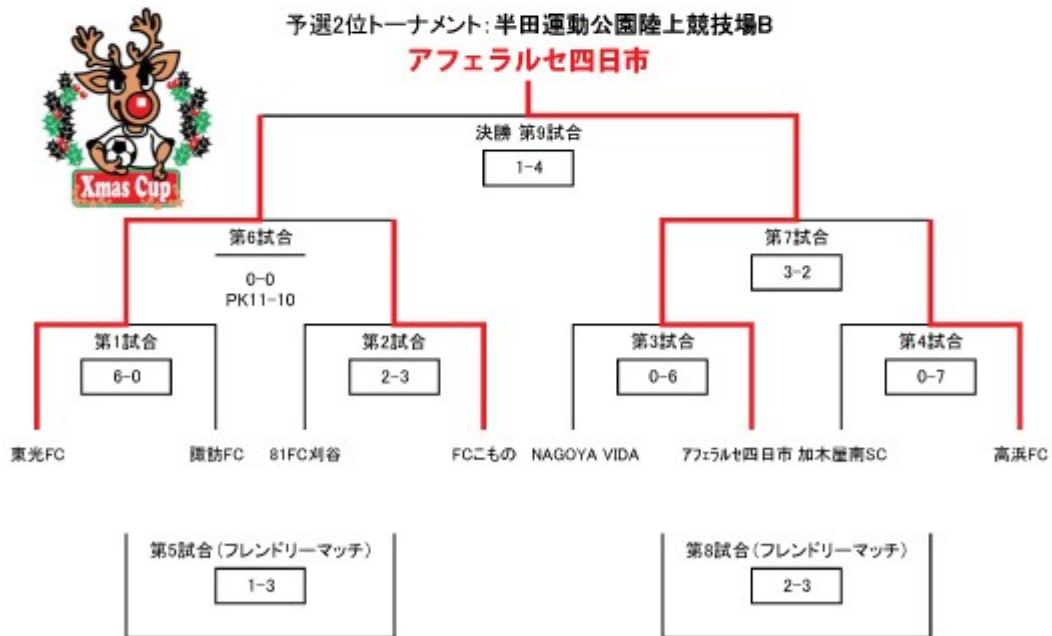 予選2位トーナメント：半田運動公園陸上競技場B
アフェラルセ四日市
決勝 第9試合
1-4
Xmas Cup
第6試合
0-0
PK11-10
第7試合
3-2
第1試合
6-0
第2試合
2-3
第3試合
0-6
第4試合
0-7
東光FC
諏訪FC
81FC刈谷
FCこもの
NAGOYA VIDA
アフェラルセ四日市
加木屋南SC
高浜FC
第5試合（フレンドリーマッチ）
1-3
第8試合（フレンドリーマッチ）
2-3